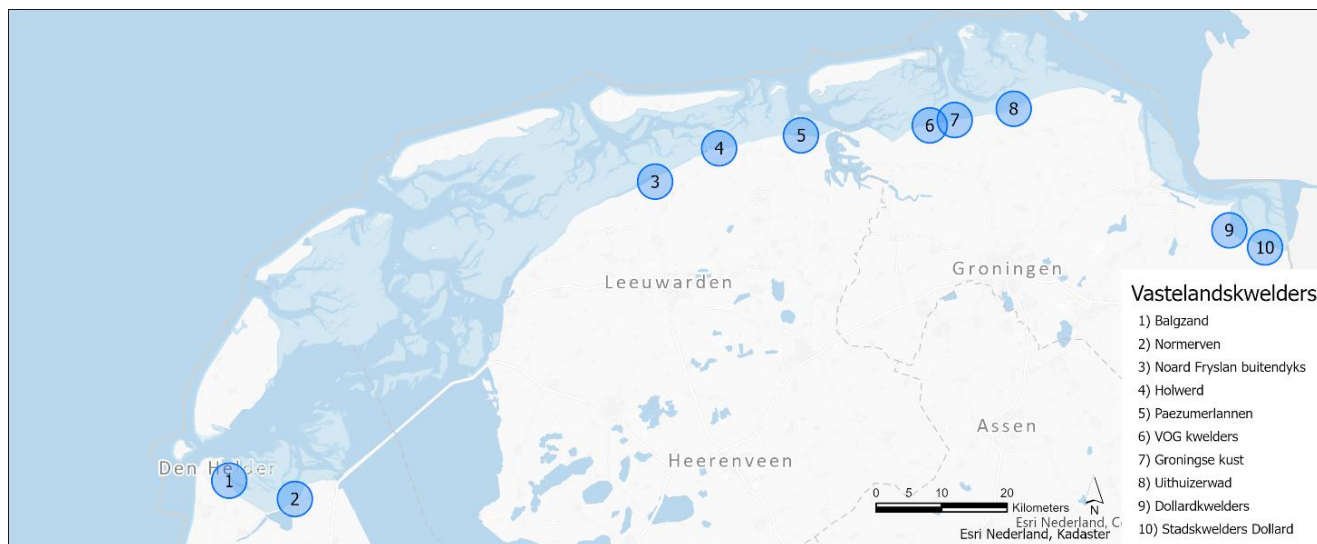 3
4
5
6
7
8
9
10
1
2
Leeuwarden
Groningen
Den Helder
Heerenveen
Assen
Vastelandskwelders
1) Balgzand
2) Normerven
3) Noard Fryslan buitendyks
4) Holwerd
5) Paezumerlannen
6) VOG kwelders
7) Groningse kust
8) Uithuizerwad
9) Dollardkwelders
10) Stadskwelders Dollard
0 5 10 20
Kilometers
N
Esri Nederland, C
Esri Nederland, Kadaster